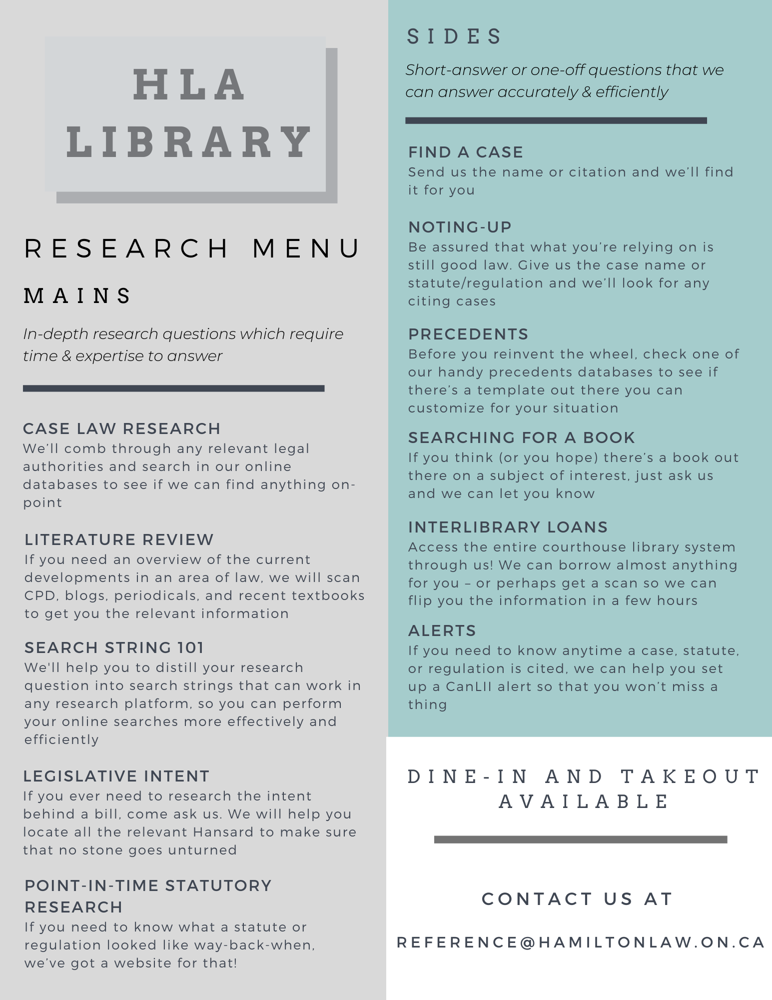 HLA
LIBRARY
RESEARCH MENU
MAINS
In-depth research questions which require
time & expertise to answer
CASE LAW RESEARCH
We’ll comb through any relevant legal
authorities and search in our online
databases to see if we can find anything on-
point
LITERATURE REVIEW
If you need an overview of the current
developments in an area of law, we will scan
CPD, blogs, periodicals, and recent textbooks
to get you the relevant information
SEARCH STRING 101
We'll help you to distill your research
question into search strings that can work in
any research platform, so you can perform
your online searches more effectively and
efficiently
LEGISLATIVE INTENT
If you ever need to research the intent
behind a bill, come ask us. We will help you
locate all the relevant Hansard to make sure
that no stone goes unturned
POINT-IN-TIME STATUTORY
RESEARCH
If you need to know what a statute or
regulation looked like way-back-when,
we’ve got a website for that!
SIDES
Short-answer or one-off questions that we
can answer accurately & efficiently
FIND A CASE
Send us the name or citation and we’ll find
it for you
NOTING-UP
Be assured that what you’re relying on is
still good law. Give us the case name or
statute/regulation and we’ll look for any
citing cases
PRECEDENTS
Before you reinvent the wheel, check one of
our handy precedents databases to see if
there’s a template out there you can
customize for your situation
SEARCHING FOR A BOOK
If you think (or you hope) there’s a book out
there on a subject of interest, just ask us
and we can let you know
INTERLIBRARY LOANS
Access the entire courthouse library system
through us! We can borrow almost anything
for you – or perhaps get a scan so we can
flip you the information in a few hours
ALERTS
If you need to know anytime a case, statute,
or regulation is cited, we can help you set
up a CanLII alert so that you won’t miss a
thing
DINE-IN AND TAKEOUT
AVAILABLE
CONTACT US AT
REFERENCE@HAMILTONLAW.ON.CA